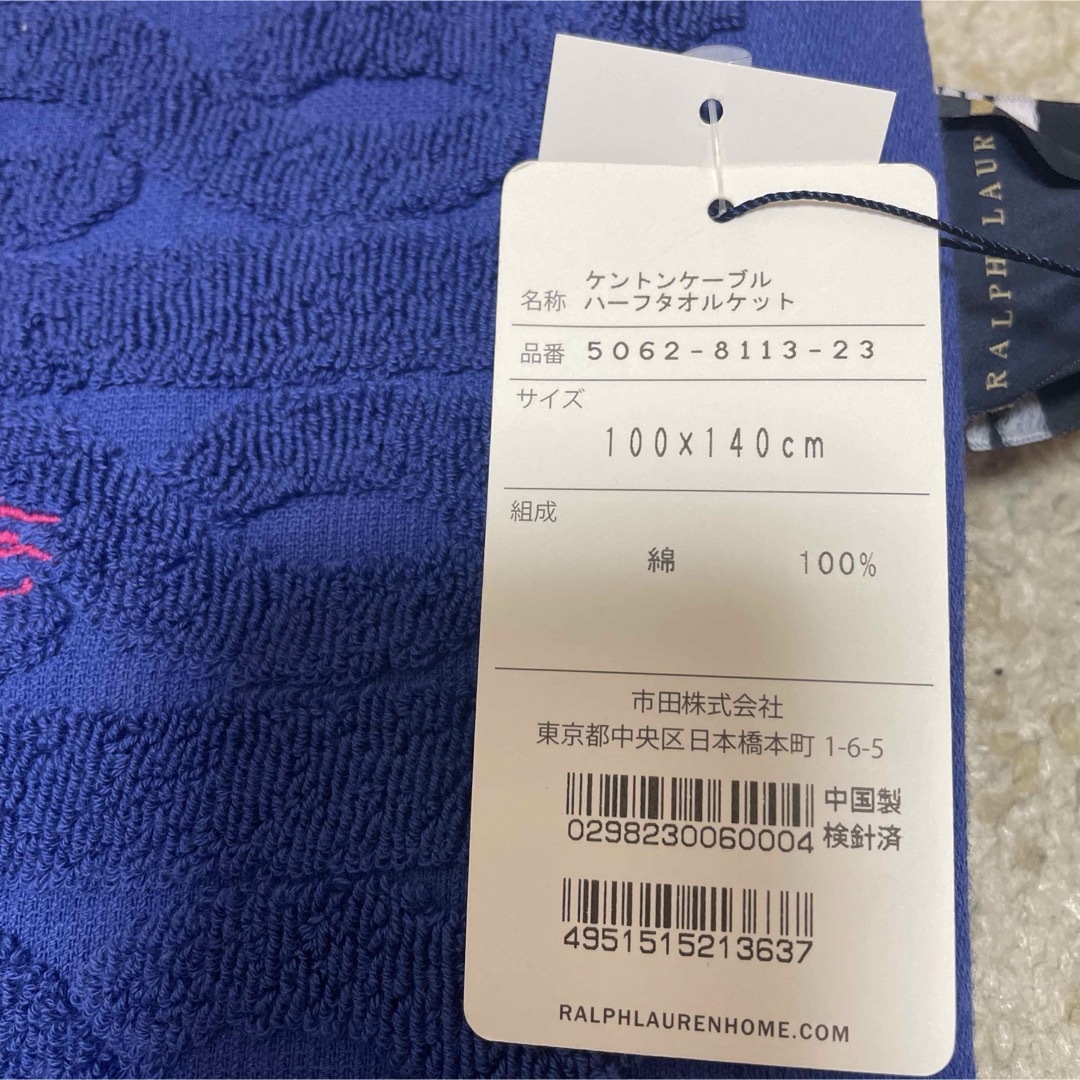 ケントンケーブル
名称 ハーフタオルケット
品番 5062-8113-23
サイズ
100×140cm
組成
綿 100%
市田株式会社
東京都中央区日本橋本町 1-6-5
中国製
0298230060004 検針済
4951515213637
RALPHLAURENHOME.COM
RALPH LAUR